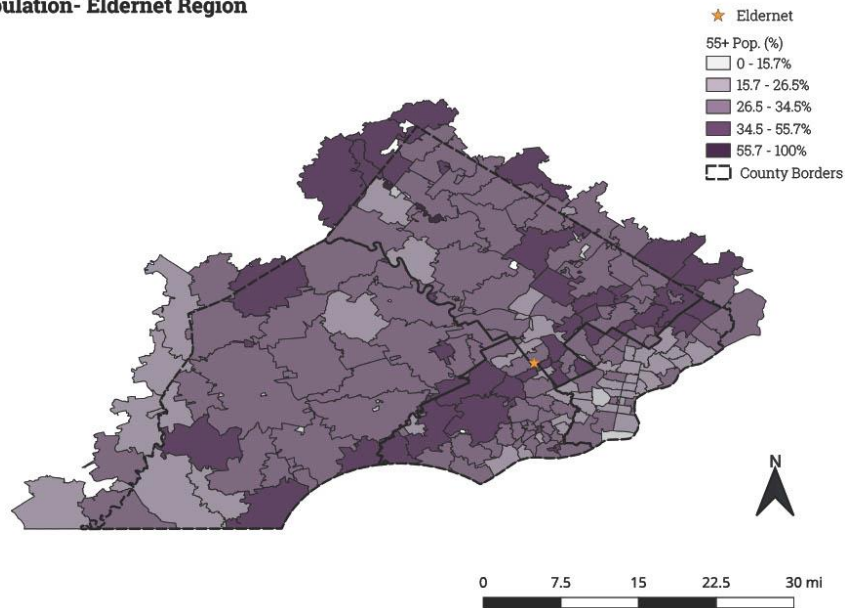 ulation- Eldernet Region
Eldernet
55+ Pop. (%)
0 - 15.7%
15.7 - 26.5%
26.5 - 34.5%
34.5 - 55.7%
55.7 - 100%
County Borders
N
0 7.5 15 22.5 30 mi